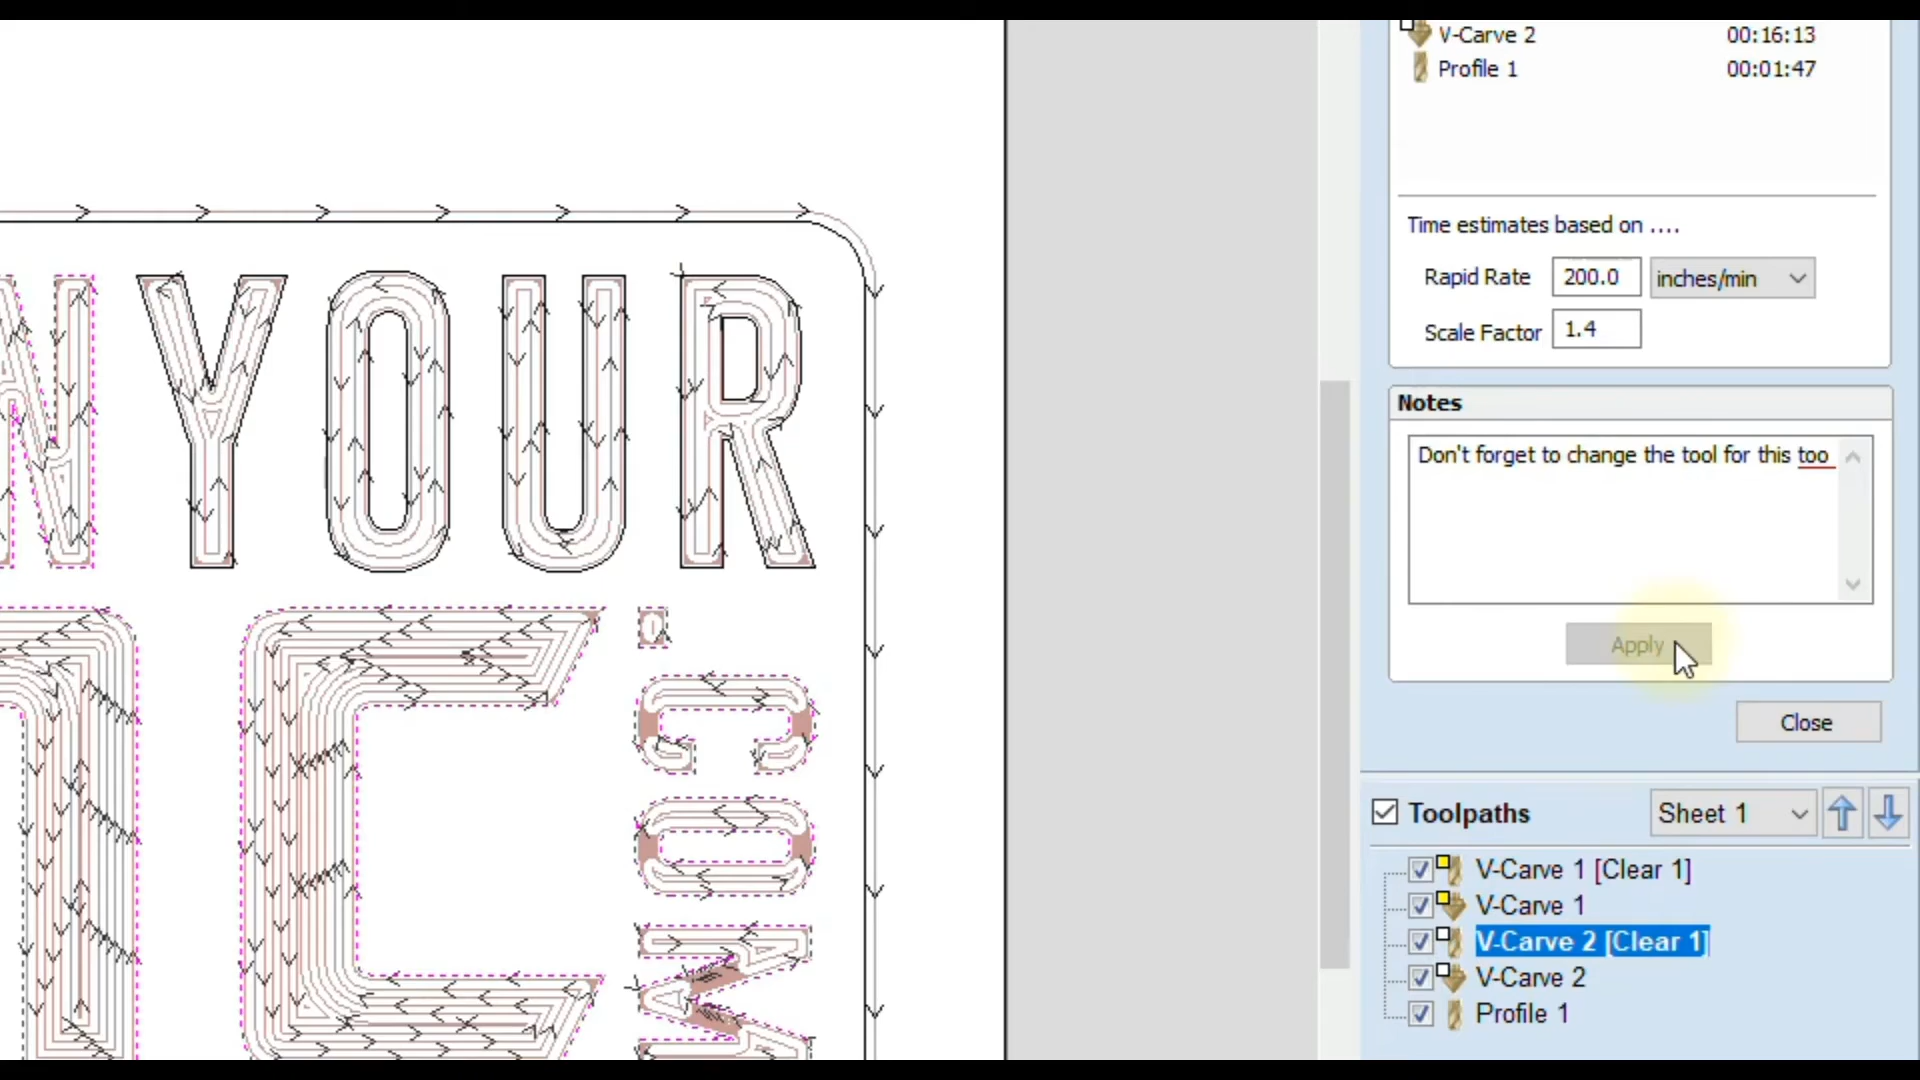 V-Carve 2 00:16:13
Profile 1 00:01:47
Time estimates based on ....
Rapid Rate 200.0 inches/min
Scale Factor 1.4
Notes
Don't forget to change the tool for this too
Apply
Close
N YOUR
C
'
COM
Toolpaths Sheet 1
V-Carve 1 [Clear 1]
V-Carve 1
V-Carve 2 [Clear 1]
V-Carve 2
Profile 1